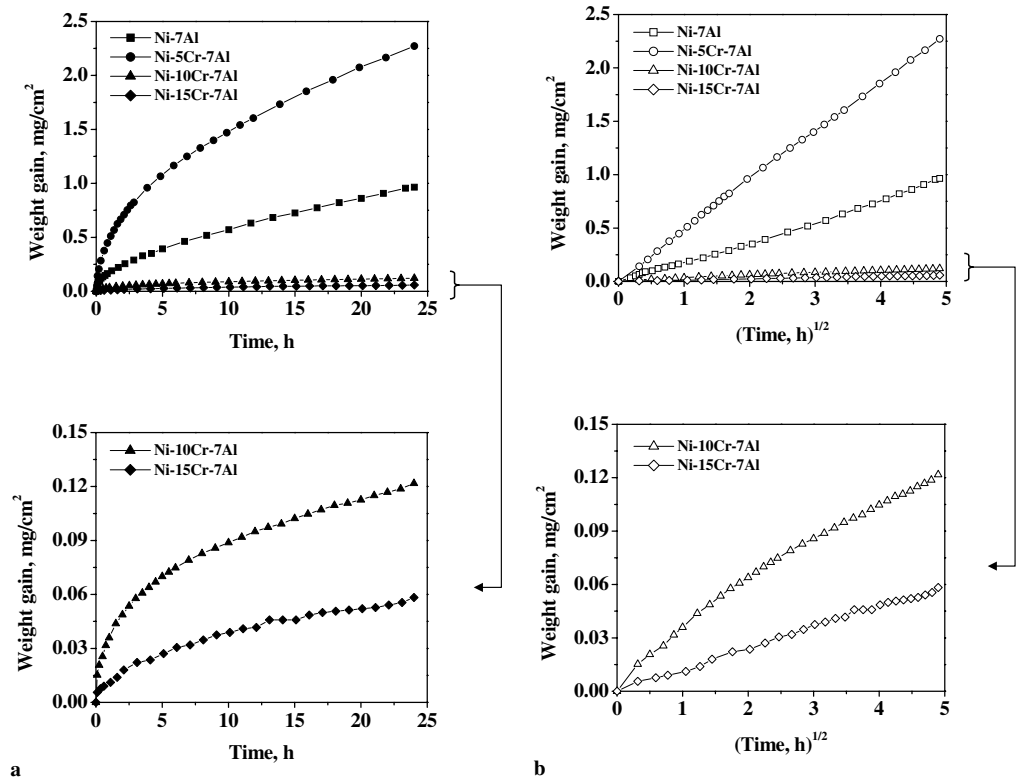 2.5
2.0
1.5
1.0
0.5
0.0
Weight gain, mg/cm²
Ni-7Al
Ni-5Cr-7Al
Ni-10Cr-7Al
Ni-15Cr-7Al
0 5 10 15 20 25
Time, h
2.5
2.0
1.5
1.0
0.5
0.0
Weight gain, mg/cm²
Ni-7Al
Ni-5Cr-7Al
Ni-10Cr-7Al
Ni-15Cr-7Al
0 1 2 3 4 5
(Time, h)^1/2
0.15
0.12
0.09
0.06
0.03
0.00
Weight gain, mg/cm²
Ni-10Cr-7Al
Ni-15Cr-7Al
0 5 10 15 20 25
Time, h
0.15
0.12
0.09
0.06
0.03
0.00
Weight gain, mg/cm²
Ni-10Cr-7Al
Ni-15Cr-7Al
0 1 2 3 4 5
(Time, h)^1/2
a
b